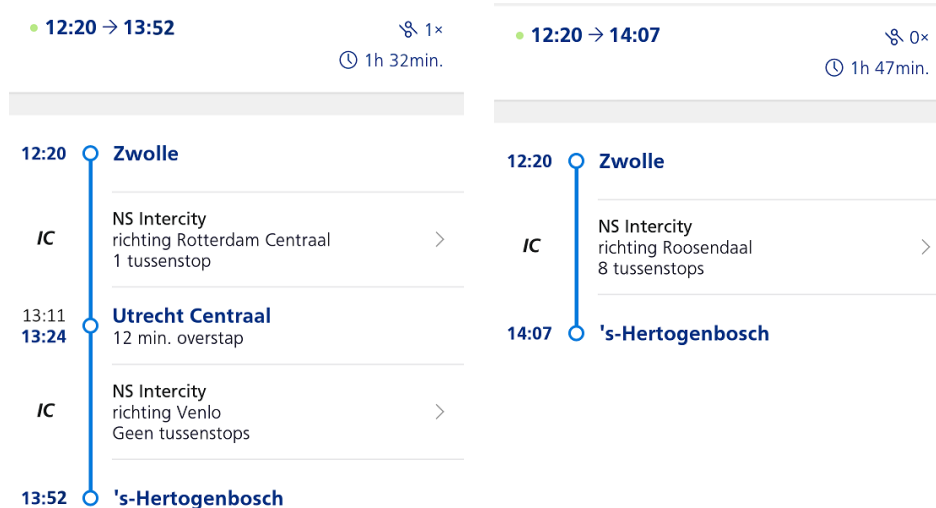 12:20 → 13:52
1×
1h 32min.
12:20 Zwolle
NS Intercity
IC richting Rotterdam Centraal
1 tussenstop
13:11 Utrecht Centraal
13:24 12 min. overstap
NS Intercity
IC richting Venlo
Geen tussenstops
13:52 's-Hertogenbosch
12:20 → 14:07
0×
1h 47min.
12:20 Zwolle
NS Intercity
IC richting Roosendaal
8 tussenstops
14:07 's-Hertogenbosch